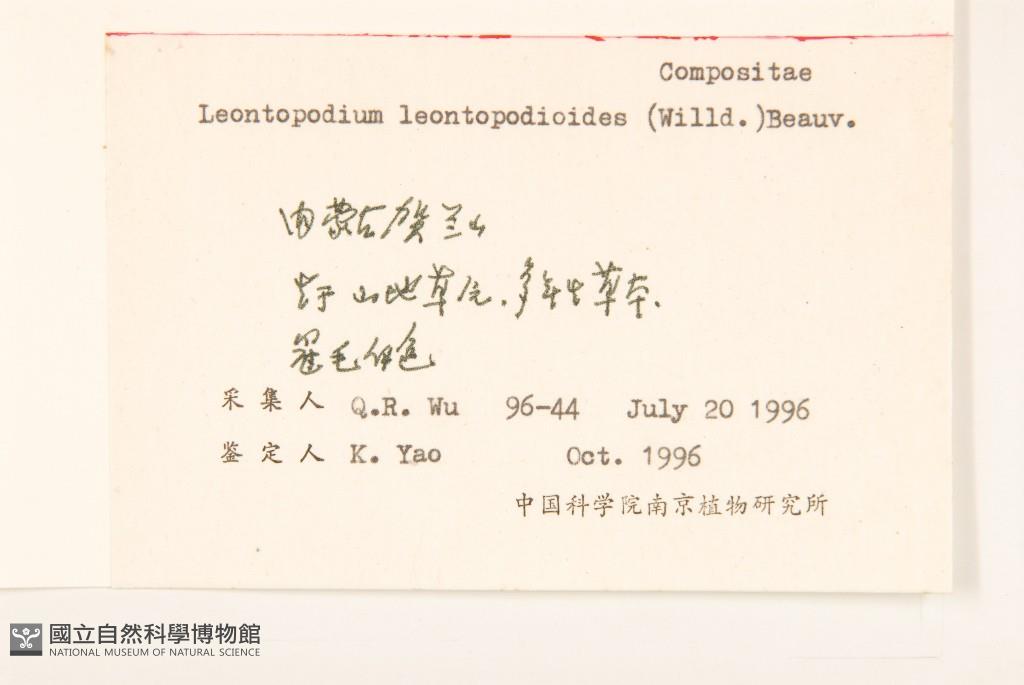 Compositae
Leontopodium leontopodioides (Willd.)Beauv.
内蒙古贺兰山
生于山地草原,多年生草本.
毛
采集人 Q.R. Wu 96-44 July 20 1996
鉴定人 K. Yao Oct. 1996
中国科学院南京植物研究所
國立自然科學博物館
NATIONAL MUSEUM OF NATURAL SCIENCE